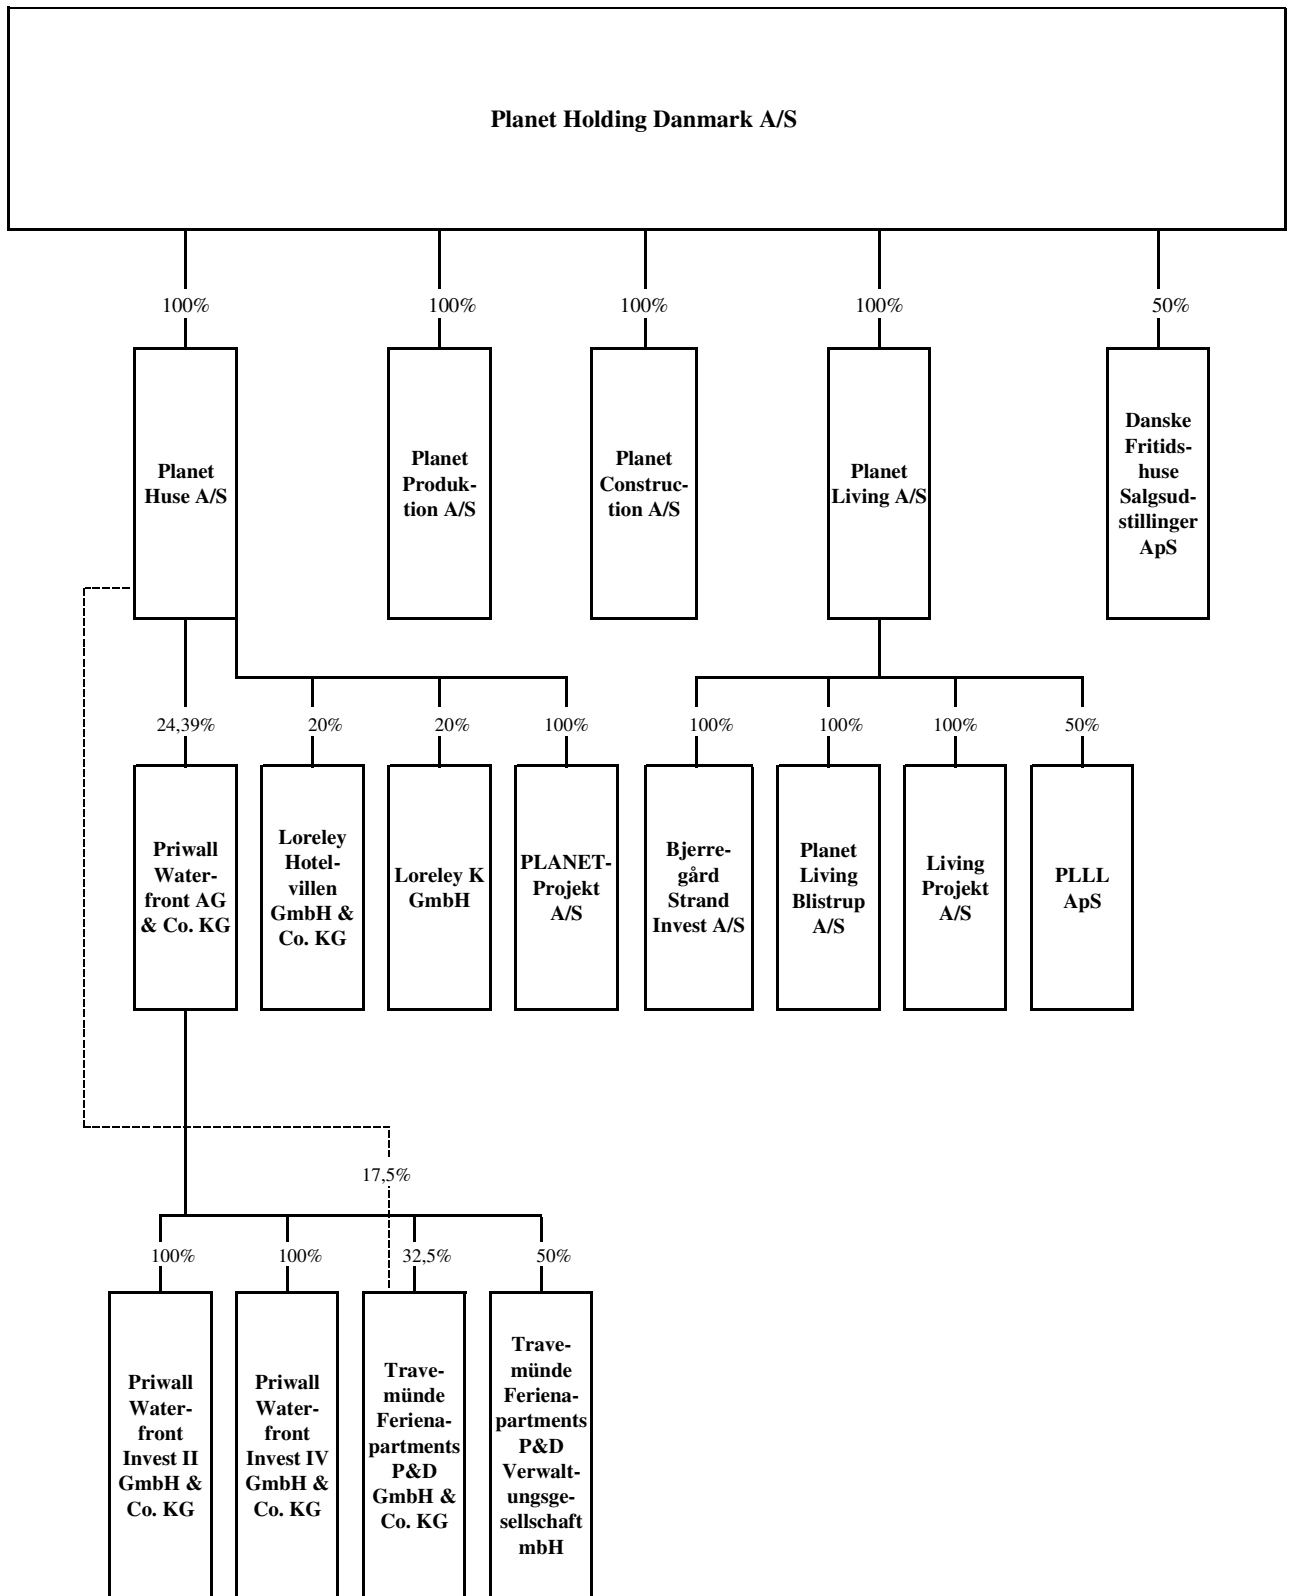 Planet Holding Danmark A/S
100%
100%
100%
100%
50%
Planet
Huse A/S
Planet
Produk-
tion A/S
Planet
Construc-
tion A/S
Planet
Living A/S
Danske
Fritids-
huse
Salgsud-
stillinger
ApS
24,39%
20%
20%
100%
100%
100%
100%
50%
Priwall
Water-
front AG
& Co. KG
Loreley
Hotel-
villen
GmbH &
Co. KG
Loreley K
GmbH
PLANET-
Projekt
A/S
Bjerre-
gård
Strand
Invest A/S
Planet
Living
Blistrup
A/S
Living
Projekt
A/S
PLLL
ApS
17,5%
100%
100%
32,5%
50%
Priwall
Water-
front
Invest II
GmbH &
Co. KG
Priwall
Water-
front
Invest IV
GmbH &
Co. KG
Trave-
münde
Feriena-
partments
P&D
GmbH &
Co. KG
Trave-
münde
Feriena-
partments
P&D
Verwalt-
ungsge-
sellschaft
mbH